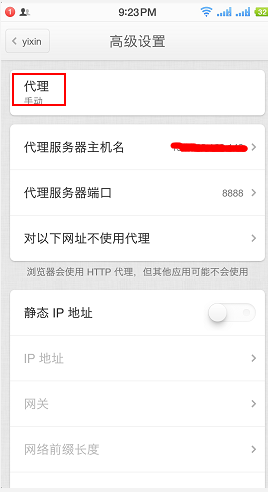 1 9:23PM 32
yixin 高级设置
代理
手动
代理服务器主机名
代理服务器端口 8888
对以下网址不使用代理
浏览器会使用 HTTP 代理，但其他应用可能不会使用
静态 IP 地址
IP 地址
网关
网络前缀长度